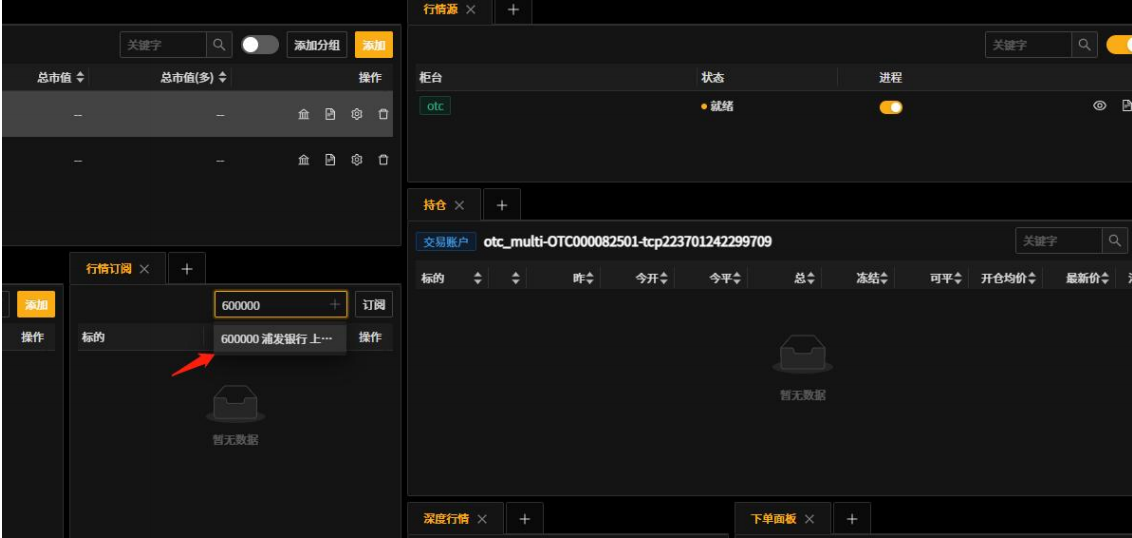 行情源
关键字
添加分组
添加
总市值
总市值(多)
操作
--
--
--
--
关键字
柜台
状态
进程
otc
就绪
持仓
交易账户 otc_multi-OTC000082501-tcp223701242299709
关键字
标的
昨
今开
今平
总
冻结
可平
开仓均价
最新价
暂无数据
行情订阅
添加
600000
订阅
操作
标的
600000 浦发银行 上…
操作
暂无数据
深度行情
下单面板